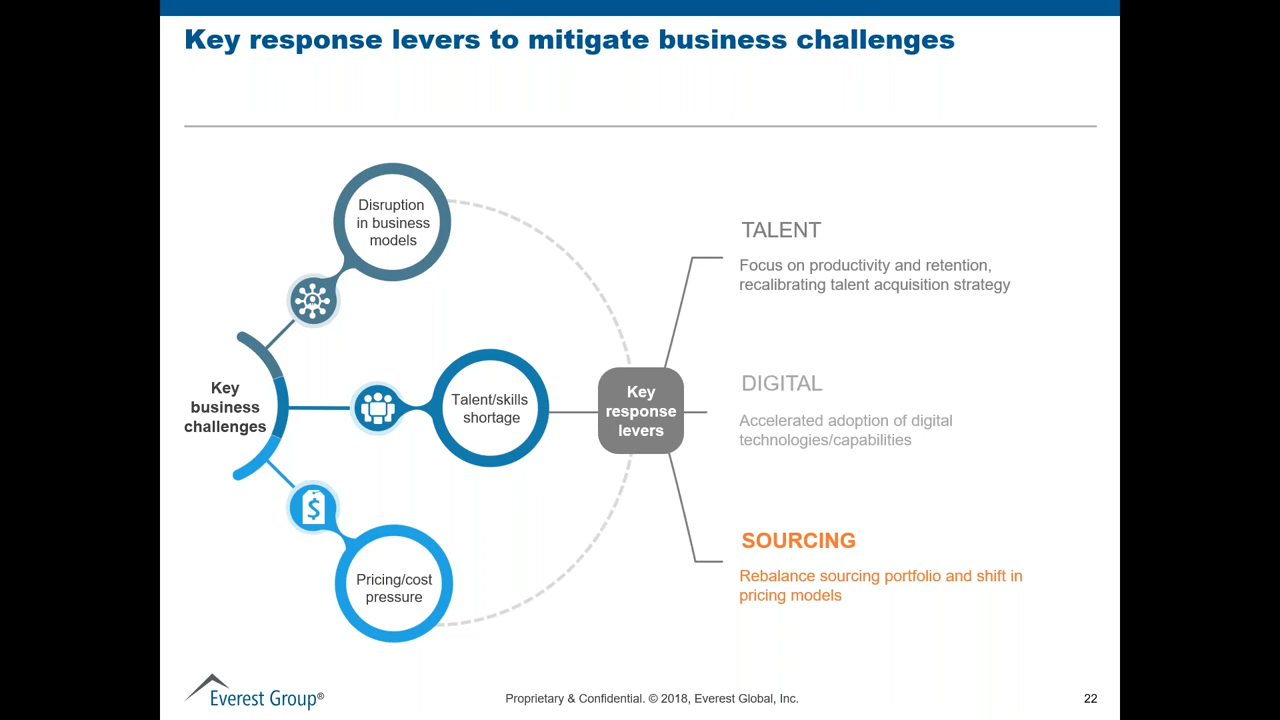 Key response levers to mitigate business challenges
Disruption
in business
models
Key
business
challenges
Talent/skills
shortage
Pricing/cost
pressure
Key
response
levers
TALENT
Focus on productivity and retention,
recalibrating talent acquisition strategy
DIGITAL
Accelerated adoption of digital
technologies/capabilities
SOURCING
Rebalance sourcing portfolio and shift in
pricing models
$
Everest Group®
Proprietary & Confidential. © 2018, Everest Global, Inc.
22